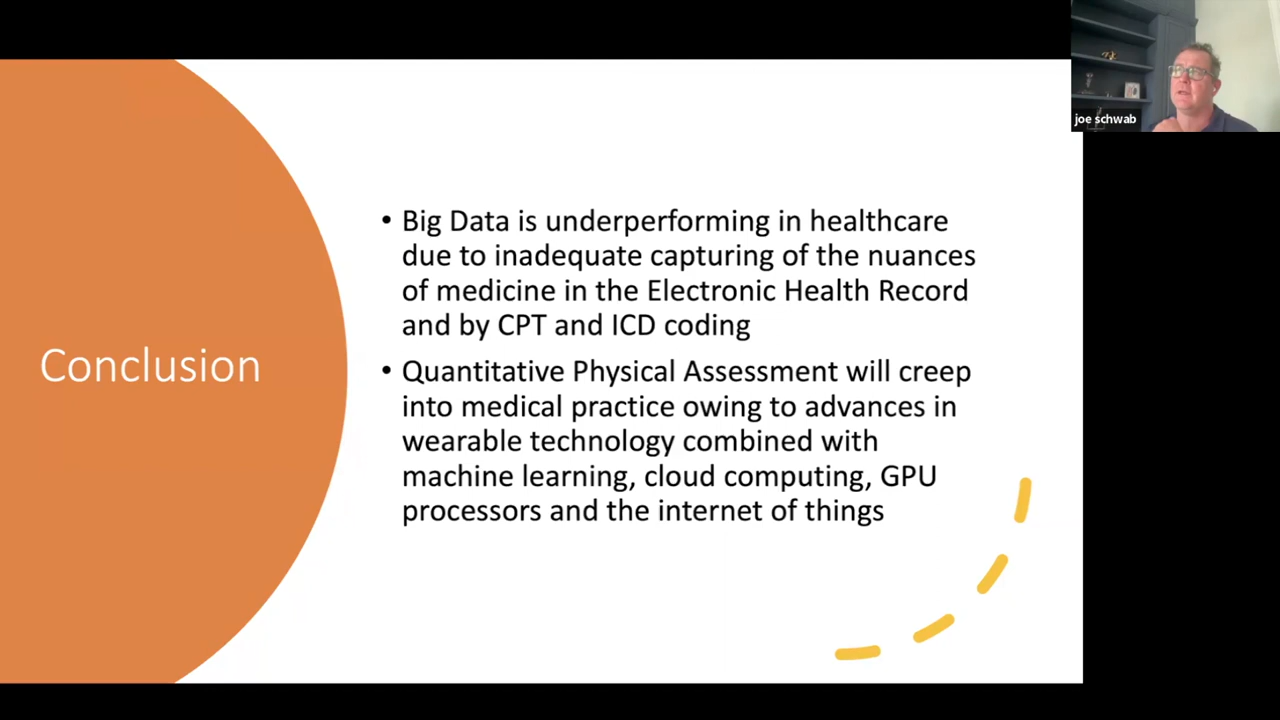 joe schwab
Conclusion
• Big Data is underperforming in healthcare
due to inadequate capturing of the nuances
of medicine in the Electronic Health Record
and by CPT and ICD coding
• Quantitative Physical Assessment will creep
into medical practice owing to advances in
wearable technology combined with
machine learning, cloud computing, GPU
processors and the internet of things